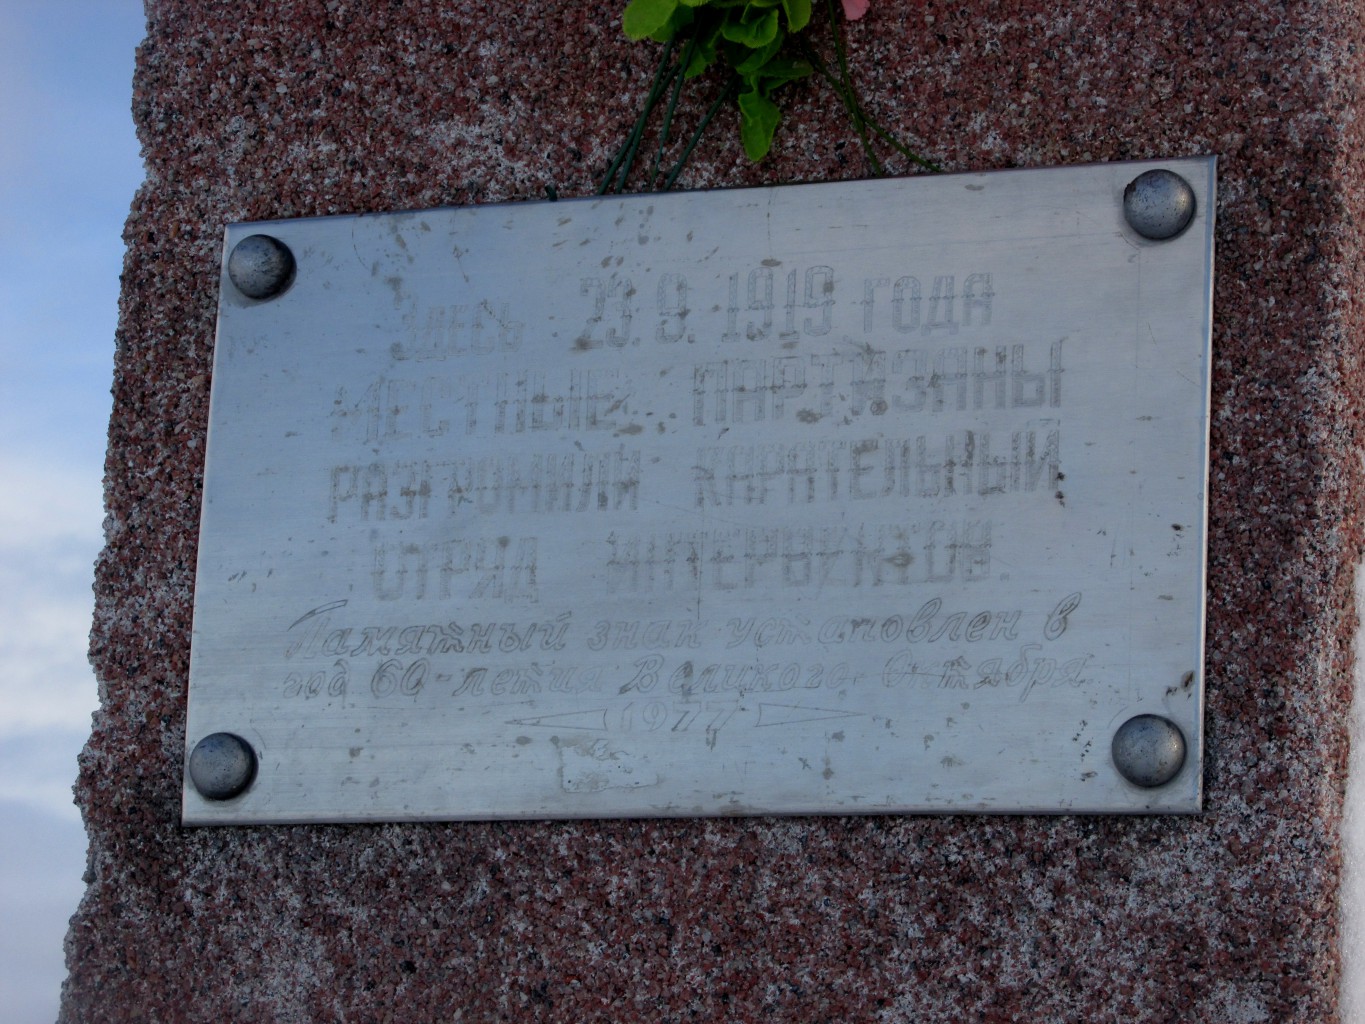 Здесь 23.9.1919 года
местные партизаны
разгромили карательный
отряд интервентов.
Памятный знак установлен в
год 60-летия Великого Октября
1977